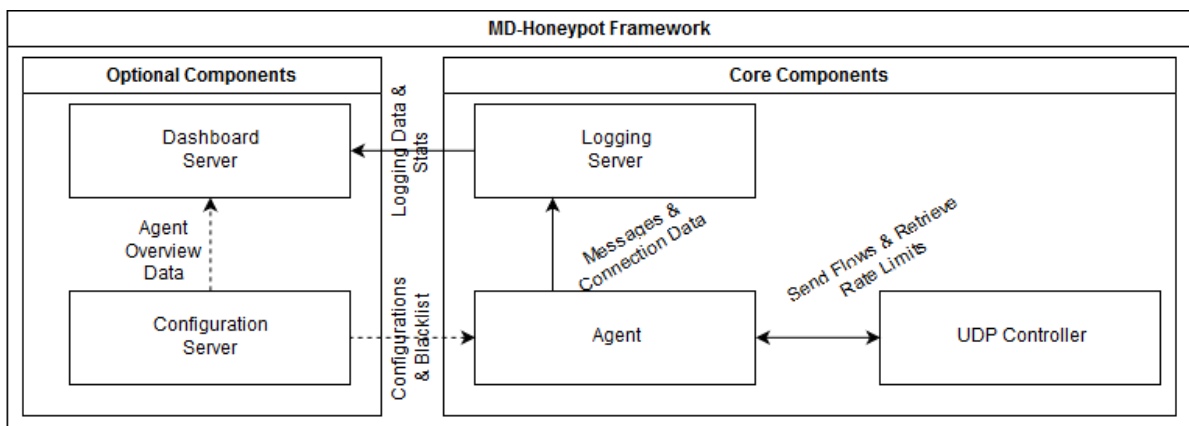 MD-Honeypot Framework
Optional Components
Core Components
Dashboard
Server
Logging Data &
Stats
Logging
Server
Agent
Overview
Data
Messages &
Connection Data
Send Flows & Retrieve
Rate Limits
Configuration
Server
Configurations
& Blacklist
Agent
UDP Controller